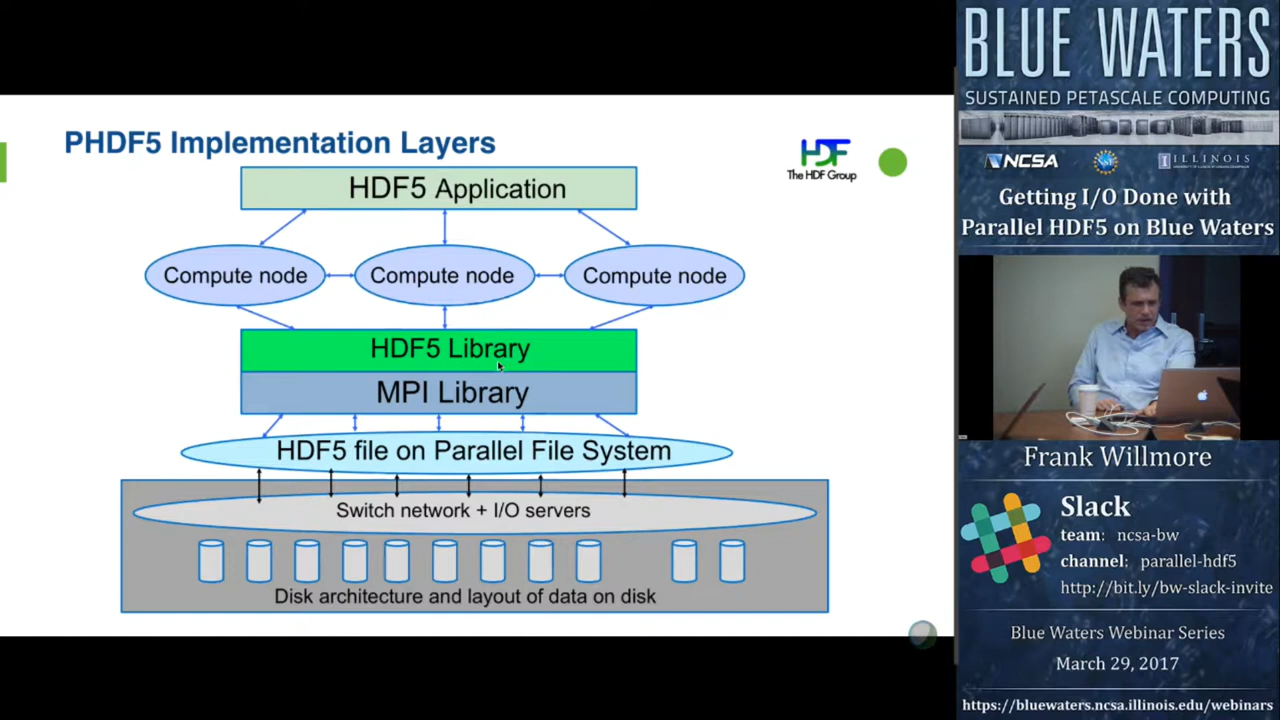 PHDF5 Implementation Layers
HDF
The HDF Group
HDF5 Application
Compute node
Compute node
Compute node
HDF5 Library
MPI Library
HDF5 file on Parallel File System
Switch network + I/O servers
Disk architecture and layout of data on disk
BLUE WATERS
SUSTAINED PETASCALE COMPUTING
NCSA
ILLINOIS
Getting I/O Done with
Parallel HDF5 on Blue Waters
Frank Willmore
Slack
team: ncsa-bw
channel: parallel-hdf5
http://bit.ly/bw-slack-invite
Blue Waters Webinar Series
March 29, 2017
https://bluewaters.ncsa.illinois.edu/webinars